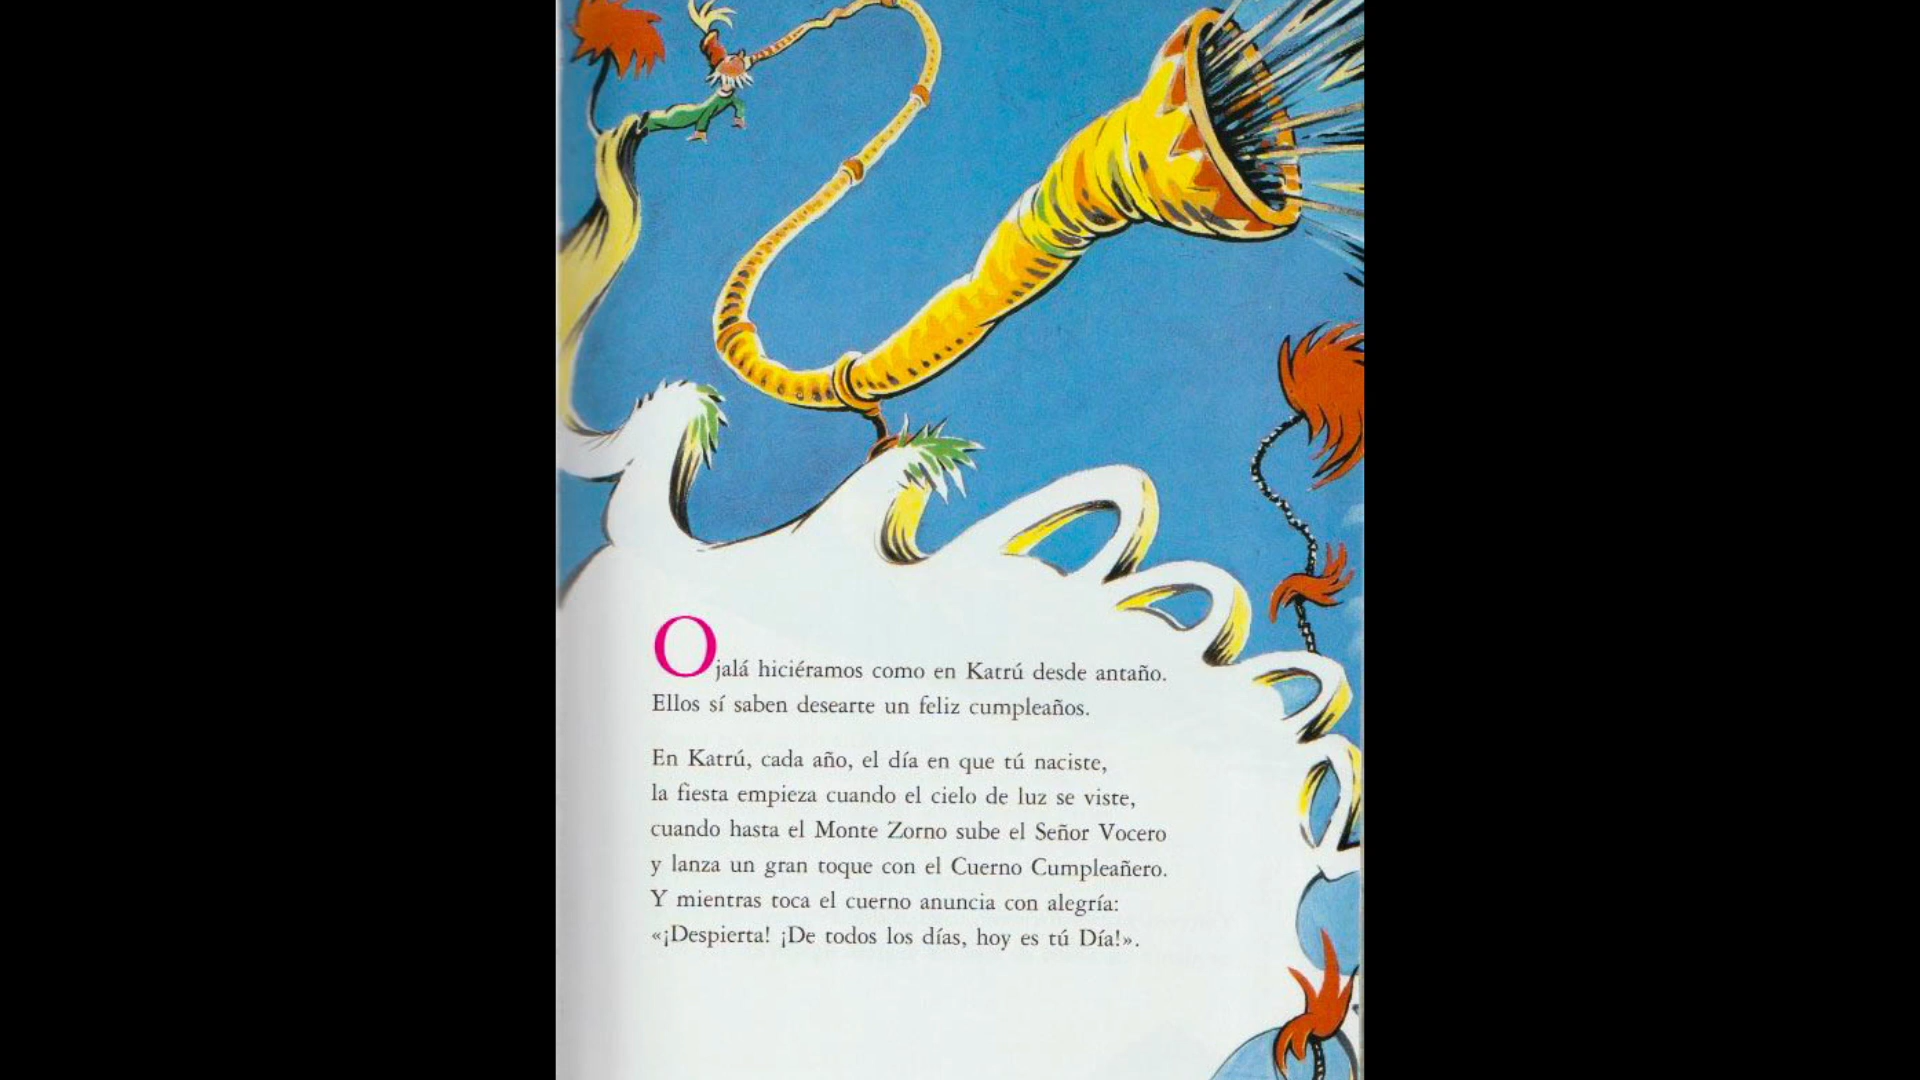 Ojalá hiciéramos como en Katrú desde antaño.
Ellos sí saben desearte un feliz cumpleaños.
En Katrú, cada año, el día en que tú naciste,
la fiesta empieza cuando el cielo de luz se viste,
cuando hasta el Monte Zorno sube el Señor Vocero
y lanza un gran toque con el Cuerno Cumpleañero.
Y mientras toca el cuerno anuncia con alegría:
«¡Despierta! ¡De todos los días, hoy es tú Día!».